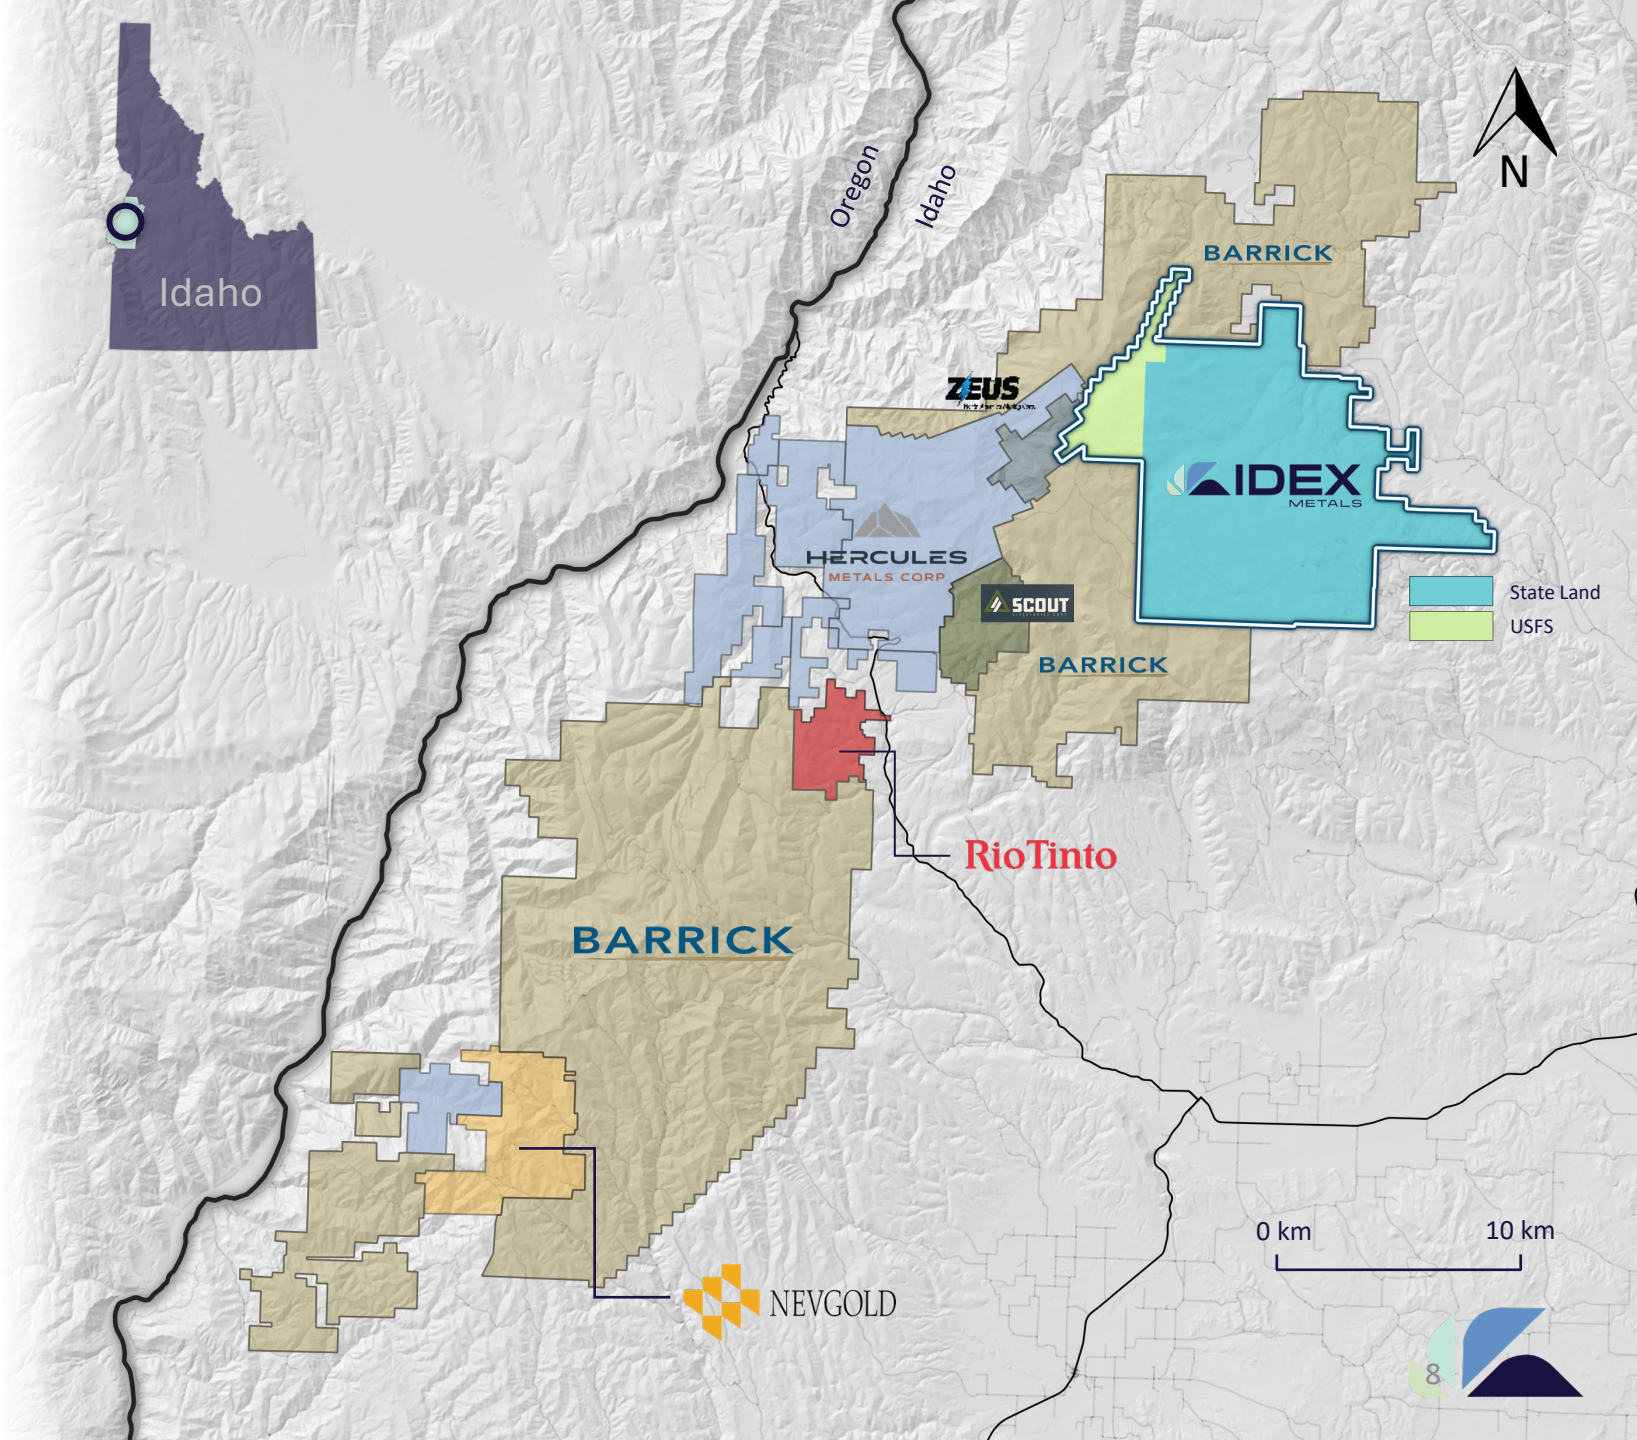 Oregon
Idaho
Idaho
N
BARRICK
ZEUS
IDEX
METALS
HERCULES
METALS CORP
SCOUT
State Land
USFS
BARRICK
RioTinto
BARRICK
0 km
10 km
NEVGOLD
8